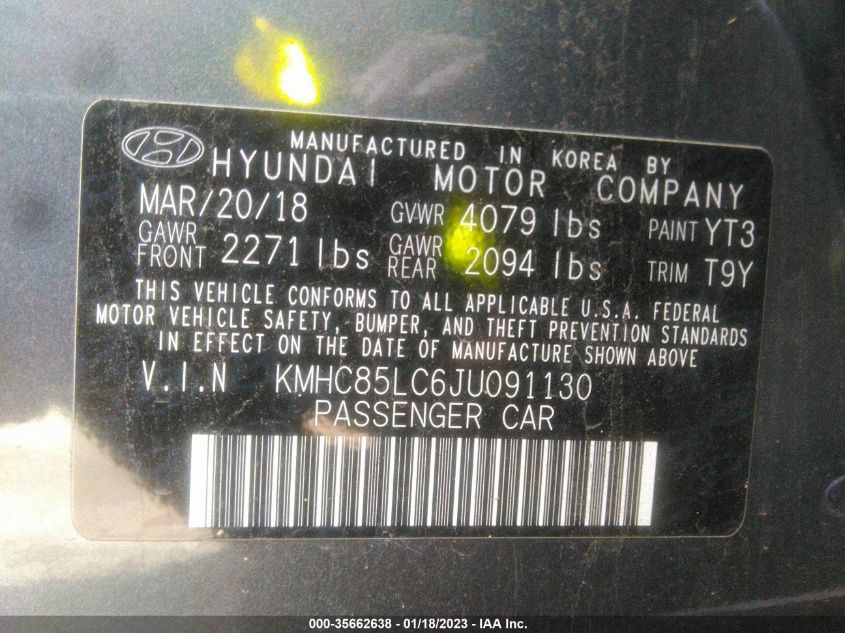 MANUFACTURED IN KOREA BY
HYUNDAI MOTOR COMPANY
MAR/20/18 GVWR 4079 lbs PAINT YT3
GAWR FRONT 2271 lbs GAWR REAR 2094 lbs TRIM T9Y
THIS VEHICLE CONFORMS TO ALL APPLICABLE U.S.A. FEDERAL
MOTOR VEHICLE SAFETY, BUMPER, AND THEFT PREVENTION STANDARDS
IN EFFECT ON THE DATE OF MANUFACTURE SHOWN ABOVE
V.I.N KMHC85LC6JU091130
PASSENGER CAR
000-35662638 - 01/18/2023 - IAA Inc.